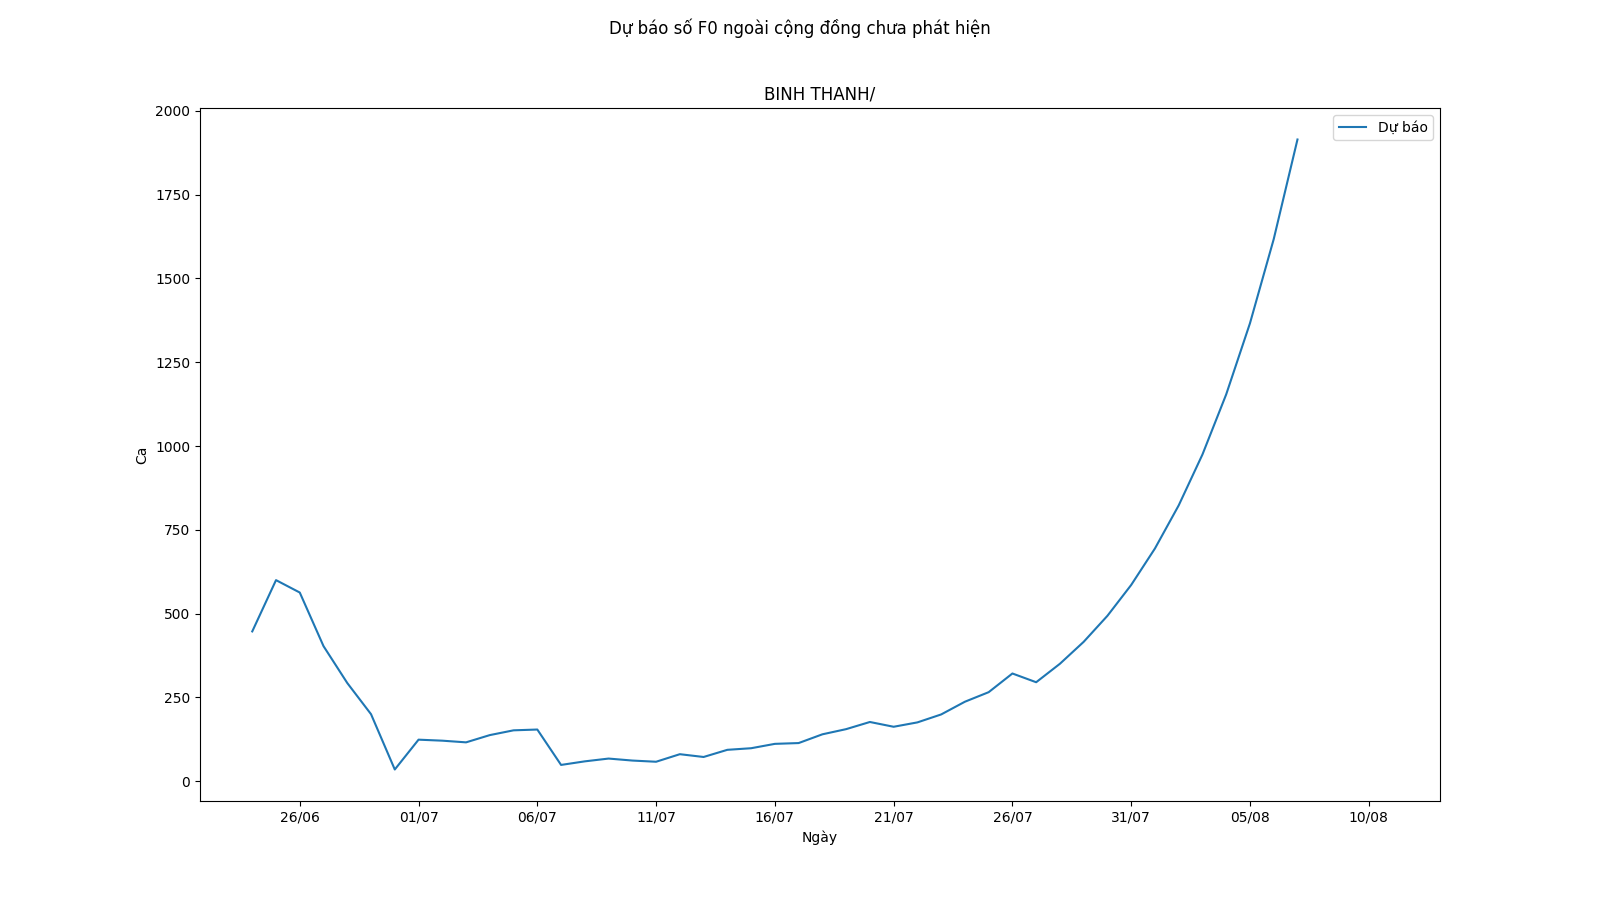 Dự báo số F0 ngoài cộng đồng chưa phát hiện
BINH THANH/
Dự báo
2000
1750
1500
1250
1000
750
500
250
0
Ca
26/06 01/07 06/07 11/07 16/07 21/07 26/07 31/07 05/08 10/08
Ngày